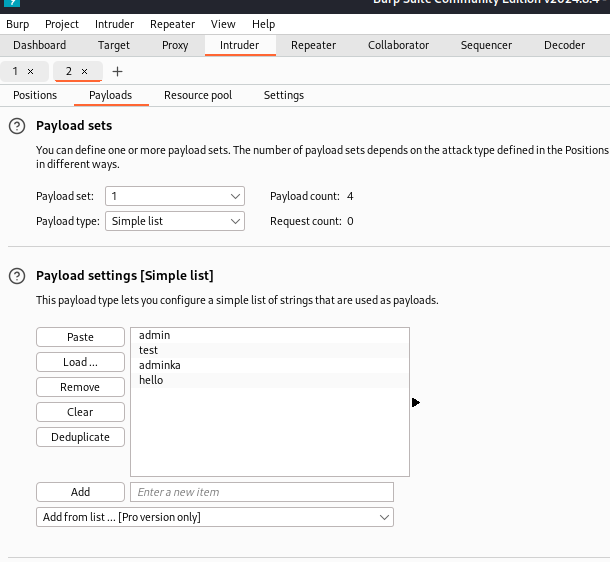 Burp Suite Community Edition v2024.8.4
Burp Project Intruder Repeater View Help
Dashboard Target Proxy Intruder Repeater Collaborator Sequencer Decoder
1 × 2 × +
Positions Payloads Resource pool Settings
? Payload sets
You can define one or more payload sets. The number of payload sets depends on the attack type defined in the Positions
in different ways.
Payload set: 1 Payload count: 4
Payload type: Simple list Request count: 0
? Payload settings [Simple list]
This payload type lets you configure a simple list of strings that are used as payloads.
Paste
Load ...
Remove
Clear
Deduplicate
admin
test
adminka
hello
Add Enter a new item
Add from list ... [Pro version only]